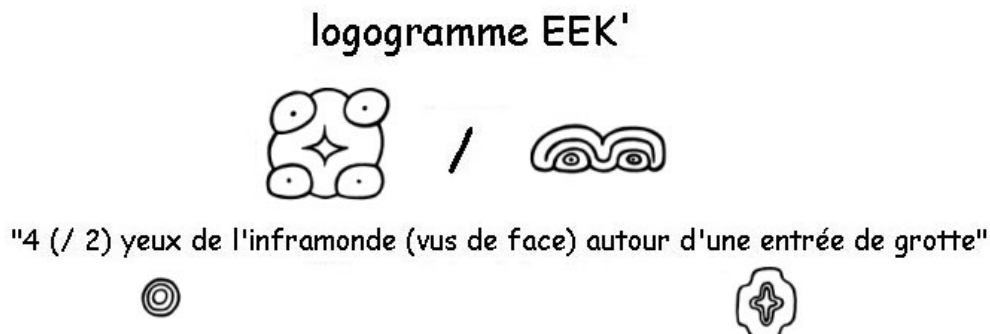 logogramme EEK'
/
"4 (/ 2) yeux de l'inframonde (vus de face) autour d'une entrée de grotte"